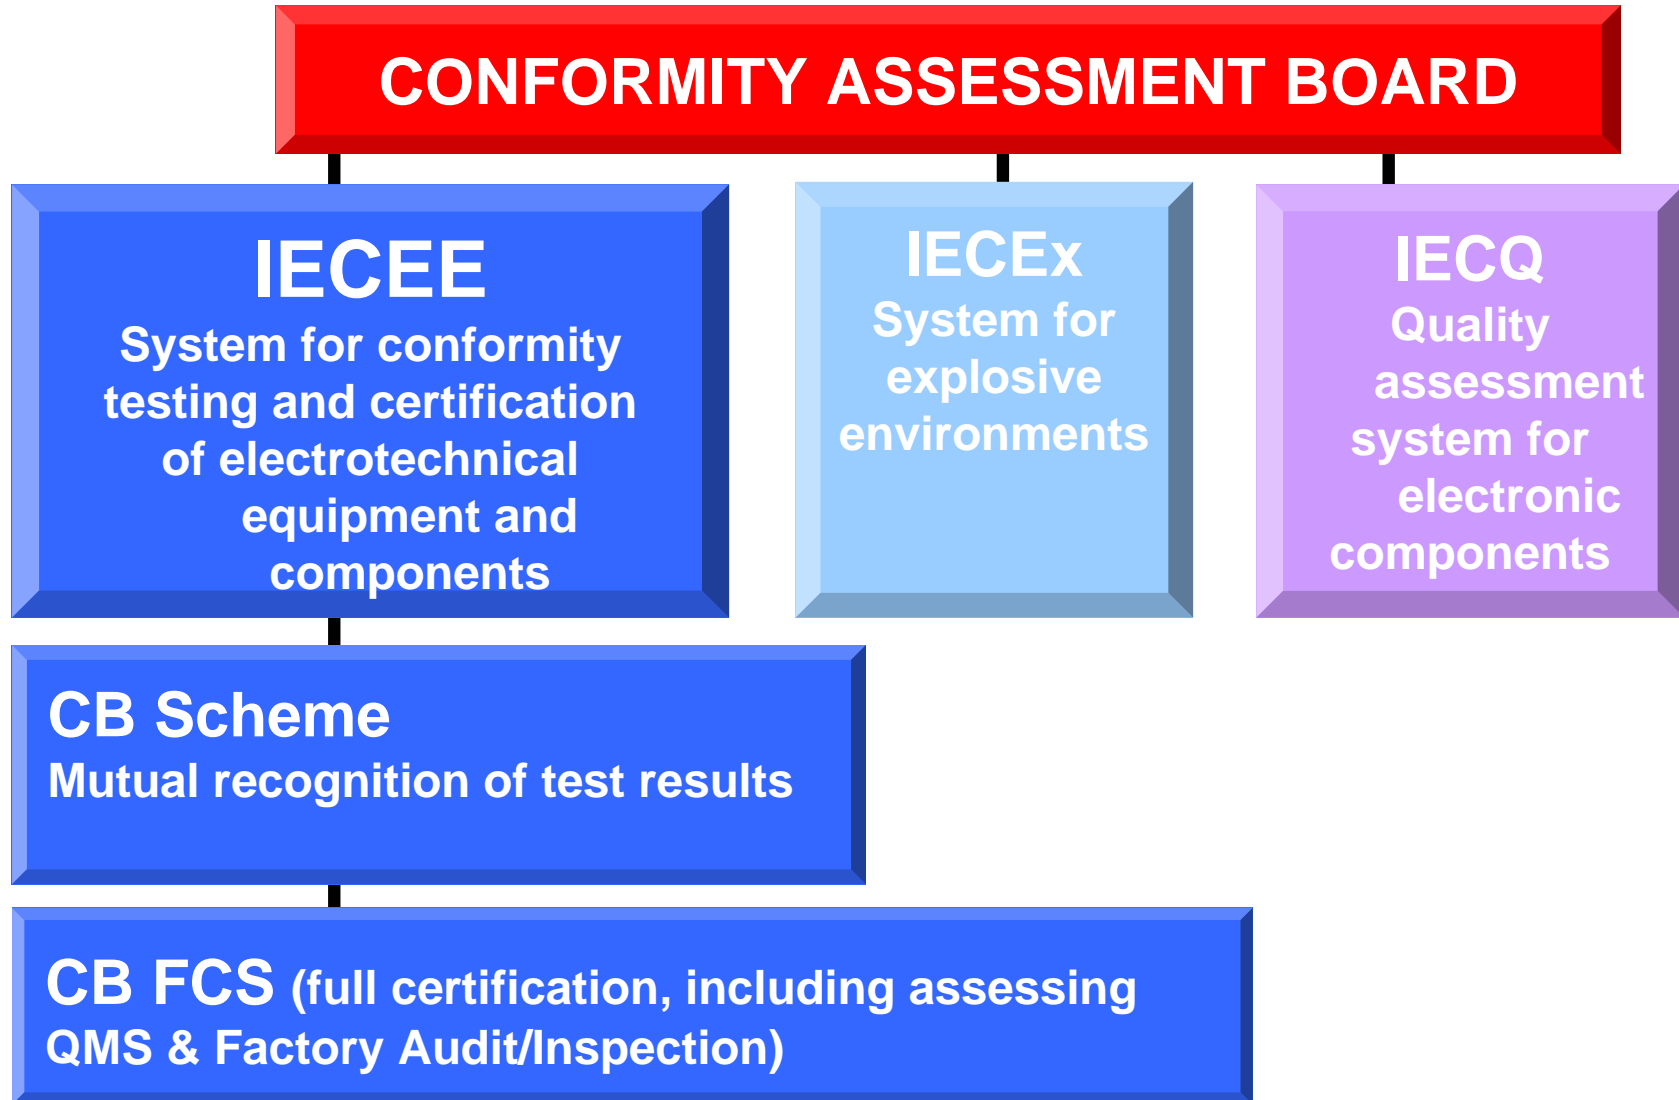 CONFORMITY ASSESSMENT BOARD
IECEE
System for conformity
testing and certification
of electrotechnical
equipment and
components
IECEx
System for
explosive
environments
IECQ
Quality
assessment
system for
electronic
components
CB Scheme
Mutual recognition of test results
CB FCS (full certification, including assessing
QMS & Factory Audit/Inspection)